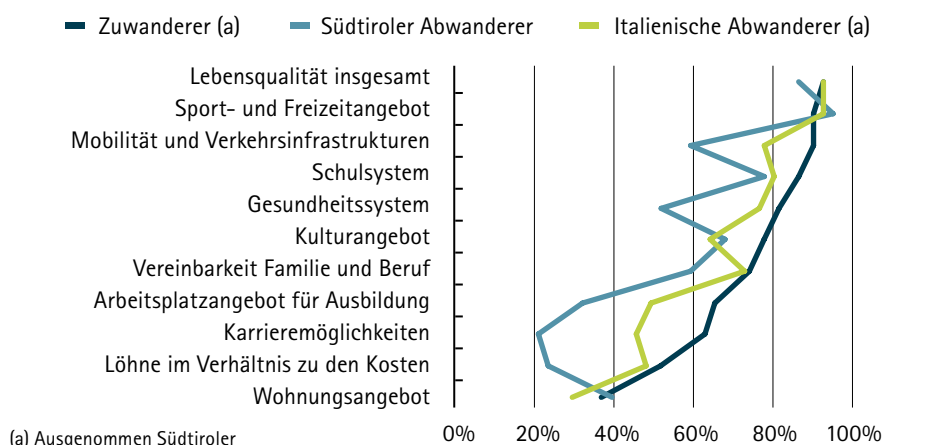 Zuwanderer (a) Südtiroler Abwanderer Italienische Abwanderer (a)
Lebensqualität insgesamt
Sport- und Freizeitangebot
Mobilität und Verkehrsinfrastrukturen
Schulsystem
Gesundheitssystem
Kulturangebot
Vereinbarkeit Familie und Beruf
Arbeitsplatzangebot für Ausbildung
Karrieremöglichkeiten
Löhne im Verhältnis zu den Kosten
Wohnungsangebot
0% 20% 40% 60% 80% 100%
(a) Ausgenommen Südtiroler